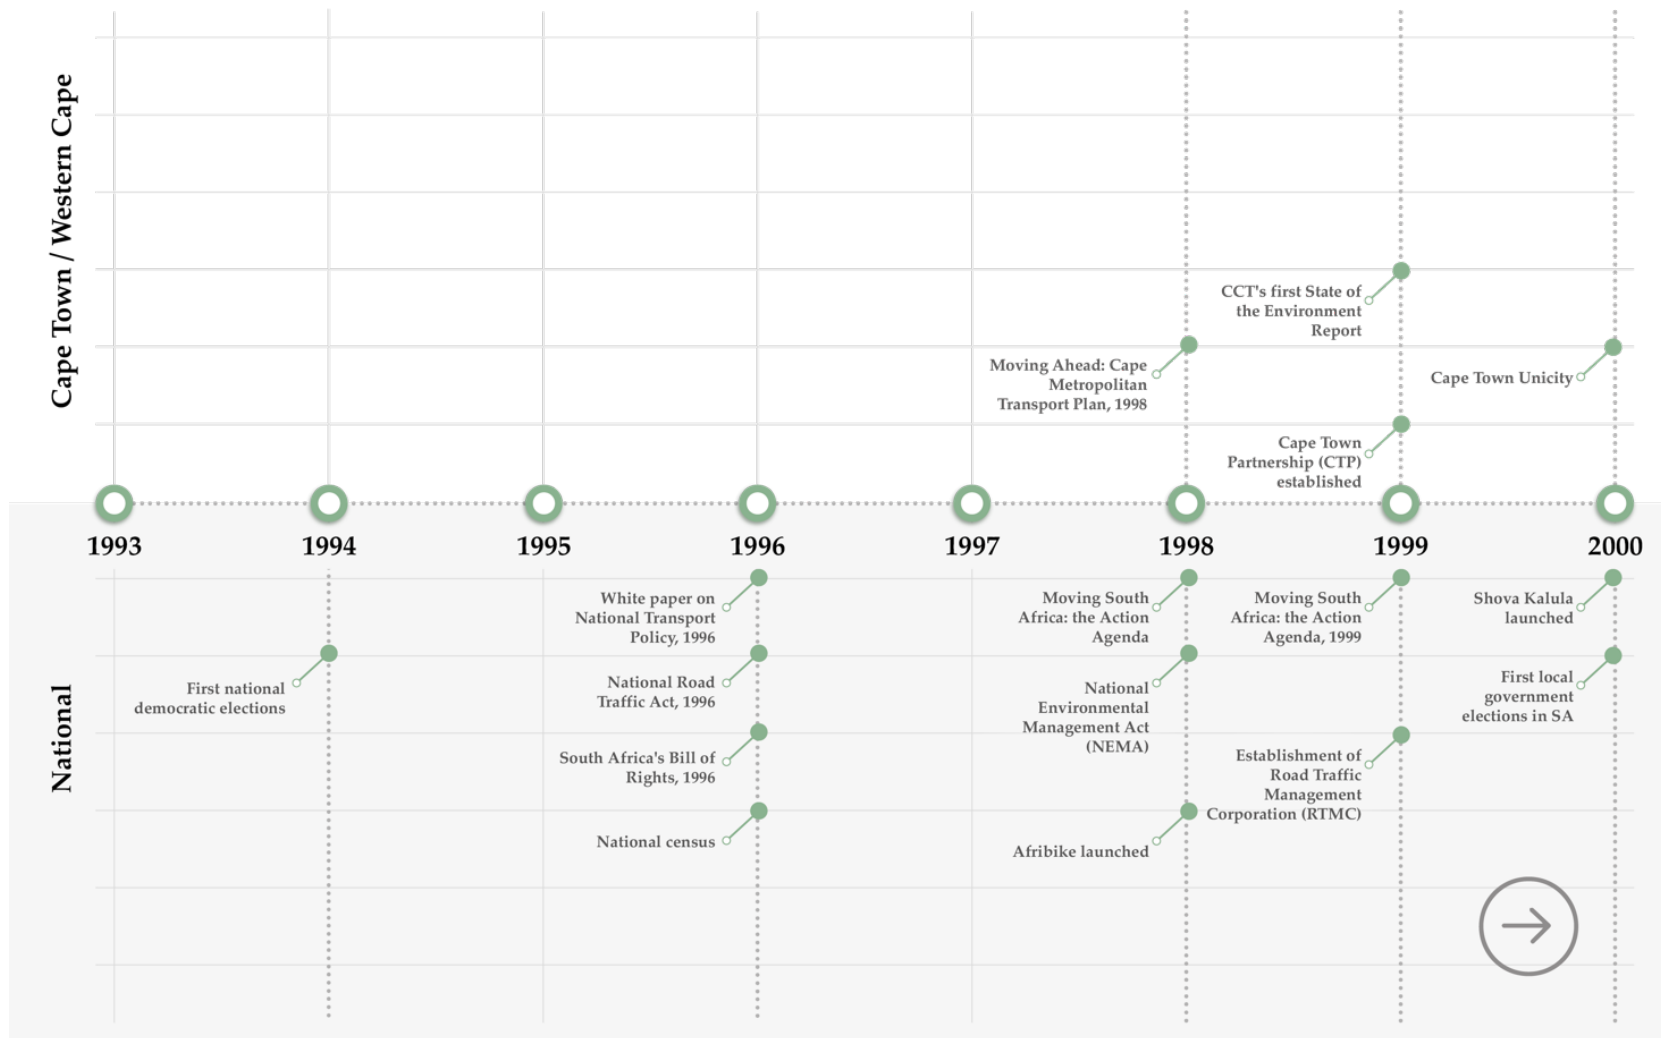 Cape Town / Western Cape
CCT's first State of
the Environment
Report
Moving Ahead: Cape
Metropolitan
Transport Plan, 1998
Cape Town Unicity
Cape Town
Partnership (CTP)
established
1993
1994
1995
1996
1997
1998
1999
2000
National
First national
democratic elections
White paper on
National Transport
Policy, 1996
National Road
Traffic Act, 1996
South Africa's Bill of
Rights, 1996
National census
Moving South
Africa: the Action
Agenda
National
Environmental
Management Act
(NEMA)
Afribike launched
Moving South
Africa: the Action
Agenda, 1999
Establishment of
Road Traffic
Management
Corporation (RTMC)
Shova Kalula
launched
First local
government
elections in SA